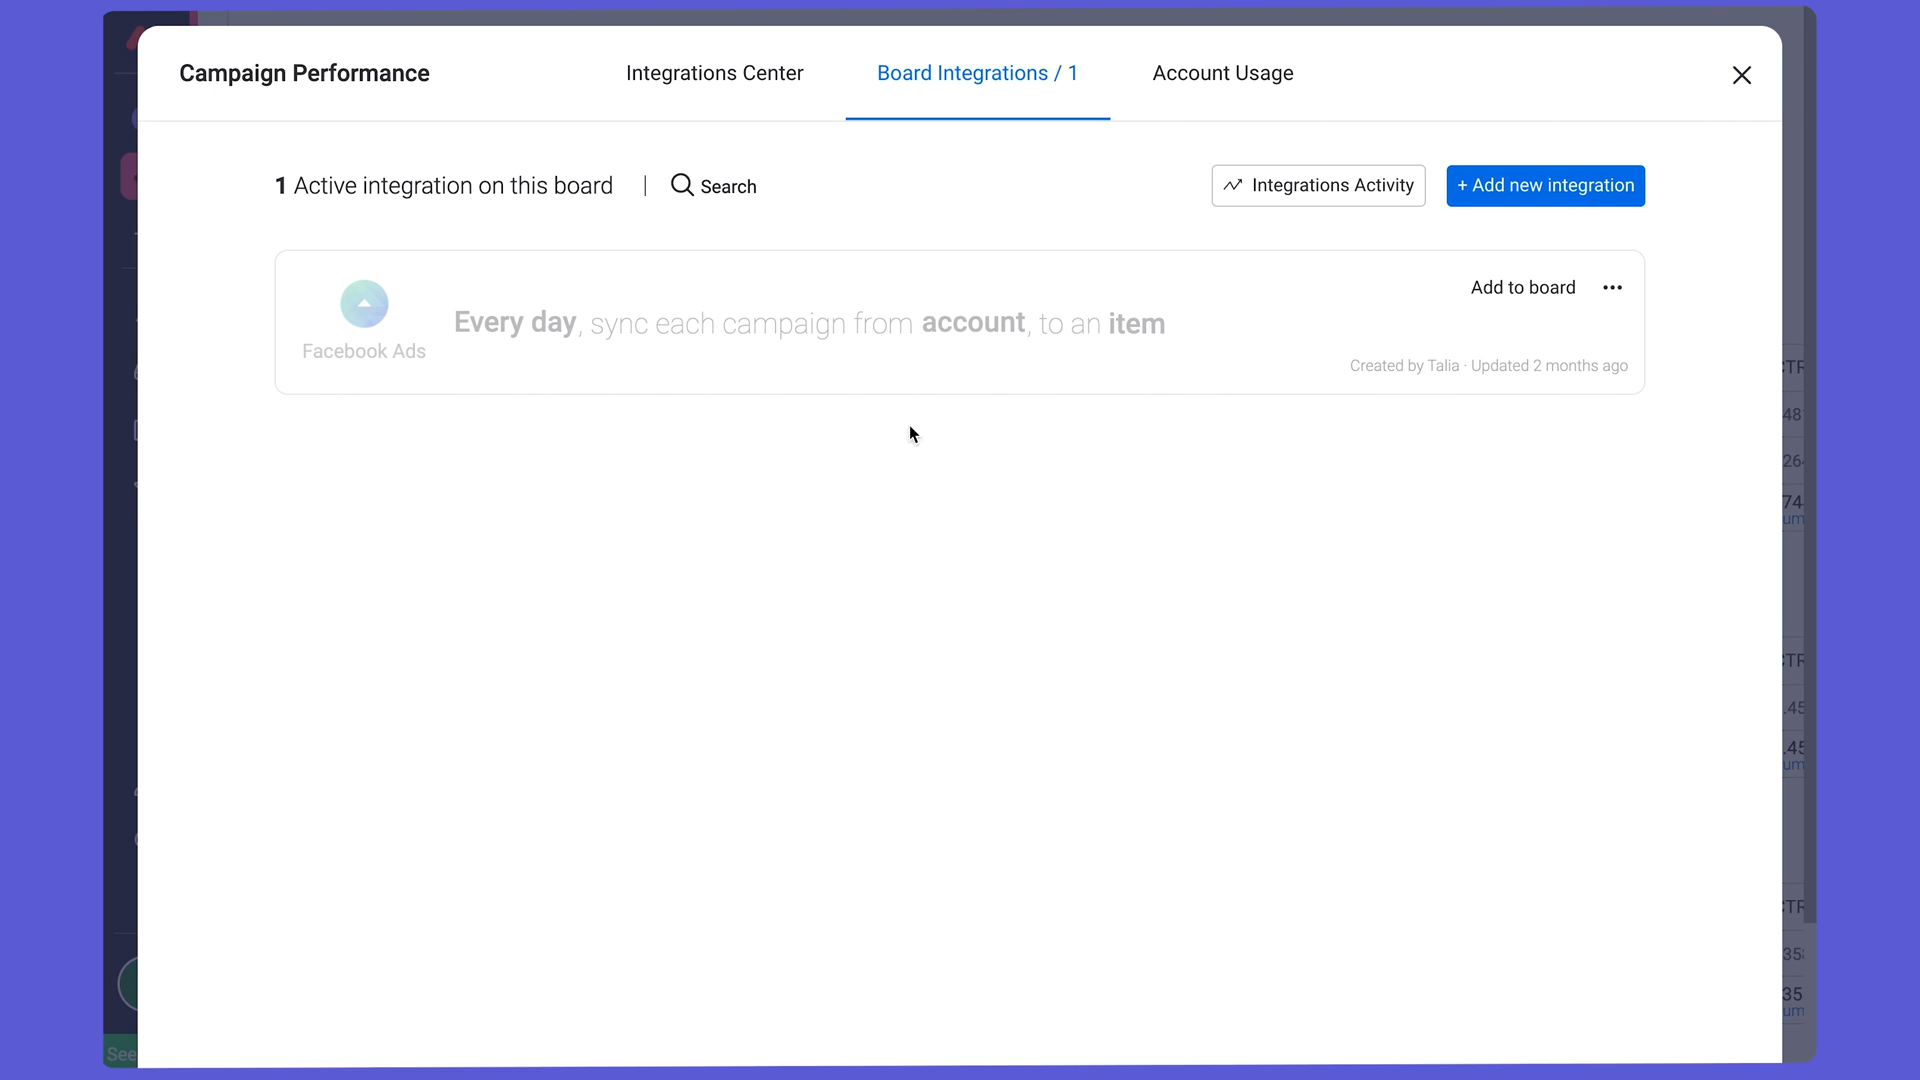 Campaign Performance
Integrations Center
Board Integrations / 1
Account Usage
1 Active integration on this board
Search
Integrations Activity
+ Add new integration
Add to board
Every day, sync each campaign from account, to an item
Facebook Ads
Created by Talia · Updated 2 months ago
See